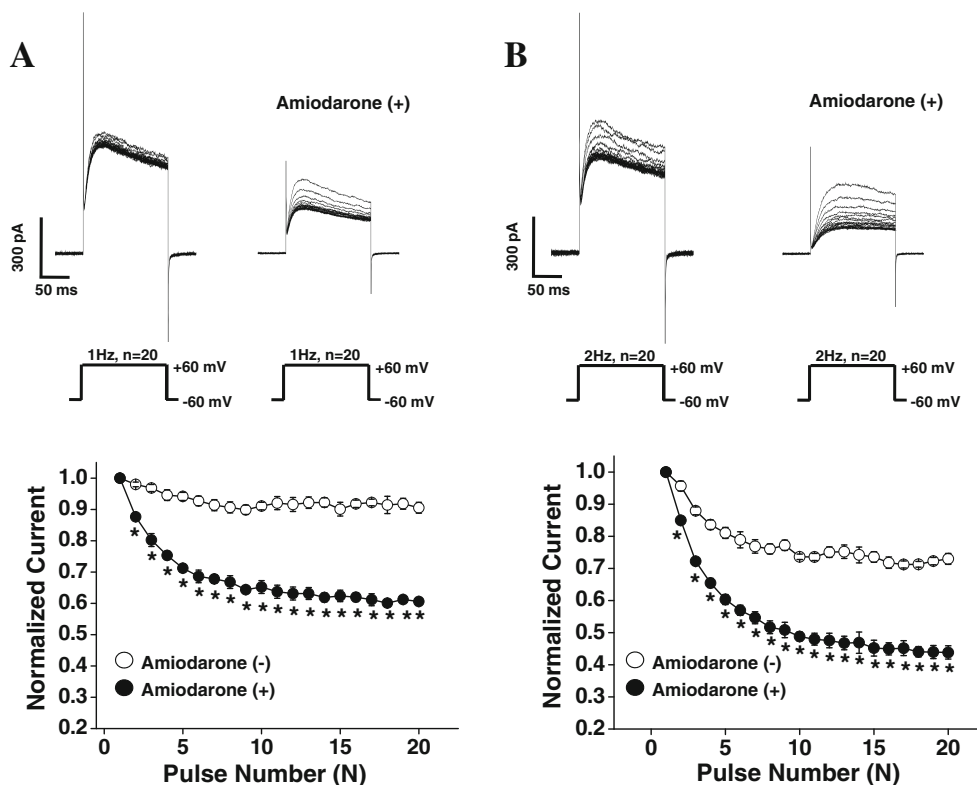 A
Amiodarone (+)
300 pA
50 ms
1Hz, n=20
+60 mV
-60 mV
1Hz, n=20
+60 mV
-60 mV
Normalized Current
1.0
0.9
0.8
0.7
0.6
0.5
0.4
0.3
0.2
* * * * * * * * * * * * * * * * * * *
Amiodarone (-)
Amiodarone (+)
0 5 10 15 20
Pulse Number (N)
B
Amiodarone (+)
300 pA
50 ms
2Hz, n=20
+60 mV
-60 mV
2Hz, n=20
+60 mV
-60 mV
Normalized Current
1.0
0.9
0.8
0.7
0.6
0.5
0.4
0.3
0.2
* * * * * * * * * * * * * * * * * * *
Amiodarone (-)
Amiodarone (+)
0 5 10 15 20
Pulse Number (N)